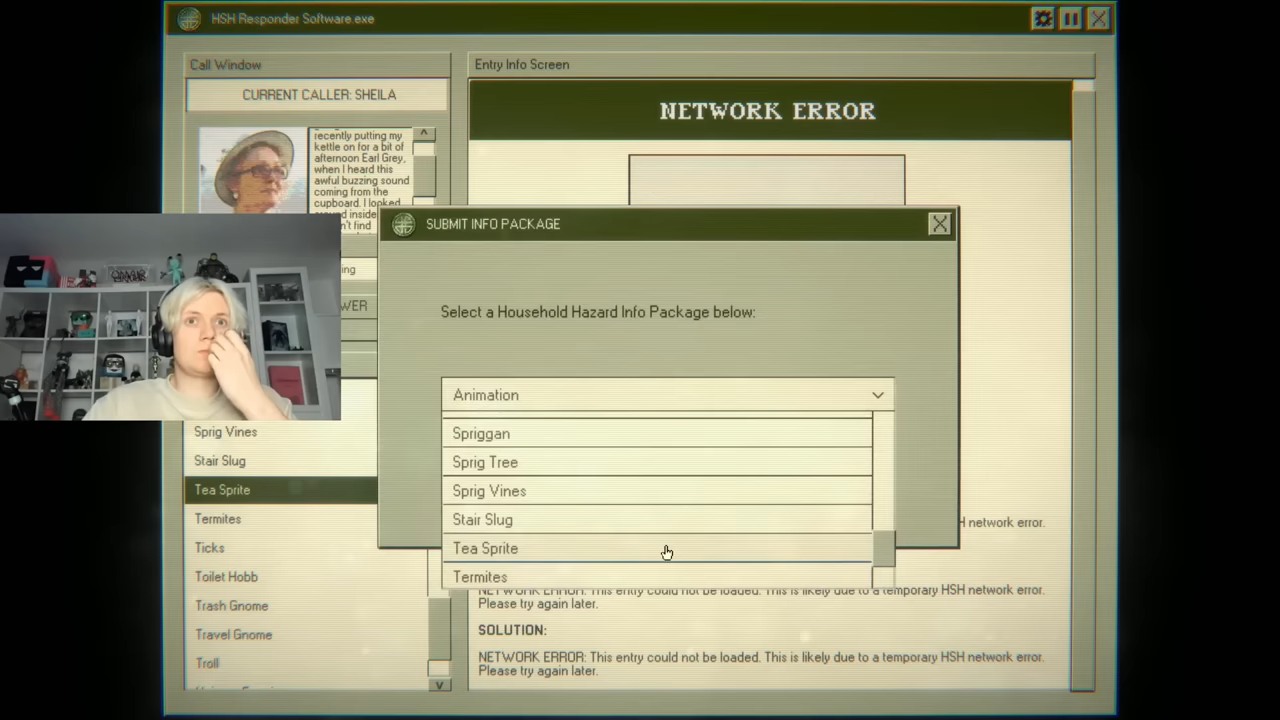 HSH Responder Software.exe
Call Window
Entry Info Screen
CURRENT CALLER: SHEILA
NETWORK ERROR
recently putting my
kettle on for a bit of
afternoon Earl Grey,
when I heard this
awful buzzing sound
coming from the
cupboard. I looked
inside
n't find
SUBMIT INFO PACKAGE
Select a Household Hazard Info Package below:
Animation
Spriggan
Sprig Tree
Sprig Vines
Stair Slug
Tea Sprite
Termites
Sprig Vines
Stair Slug
Tea Sprite
Termites
Ticks
Toilet Hobb
Trash Gnome
Travel Gnome
Troll
H network error.
NETWORK ERROR: This entry could not be loaded. This is likely due to a temporary HSH network error.
Please try again later.
SOLUTION:
NETWORK ERROR: This entry could not be loaded. This is likely due to a temporary HSH network error.
Please try again later.